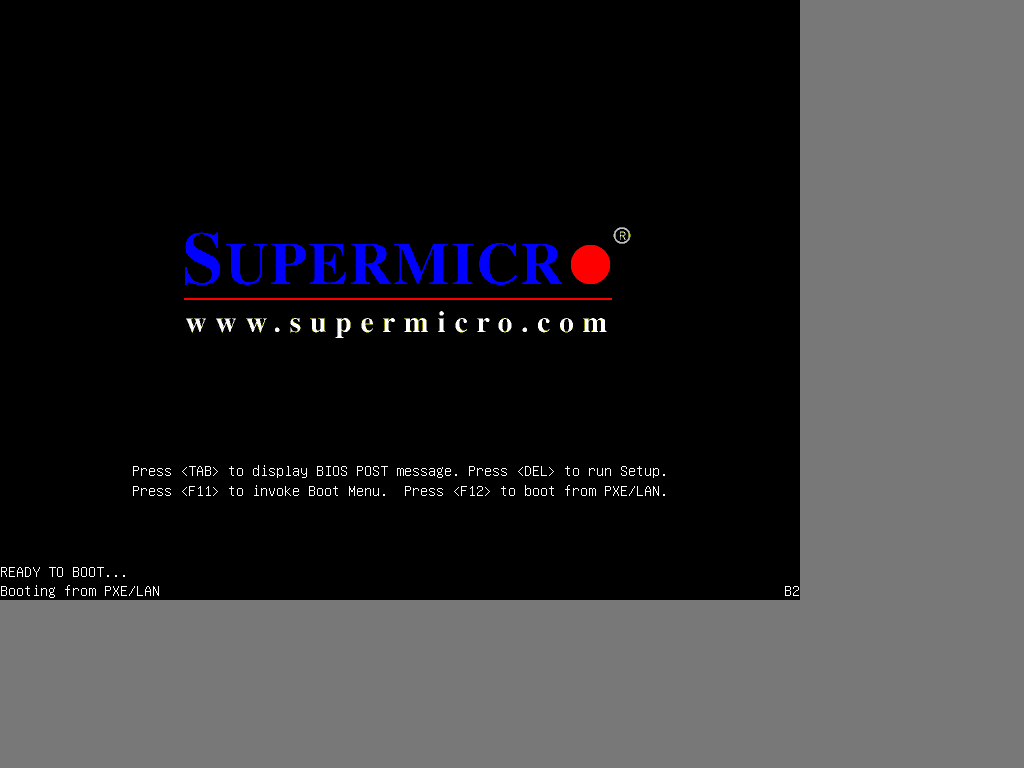 SUPERMICR®
www.supermicro.com
Press <TAB> to display BIOS POST message. Press <DEL> to run Setup.
Press <F11> to invoke Boot Menu.  Press <F12> to boot from PXE/LAN.
READY TO BOOT...
Booting from PXE/LAN B2